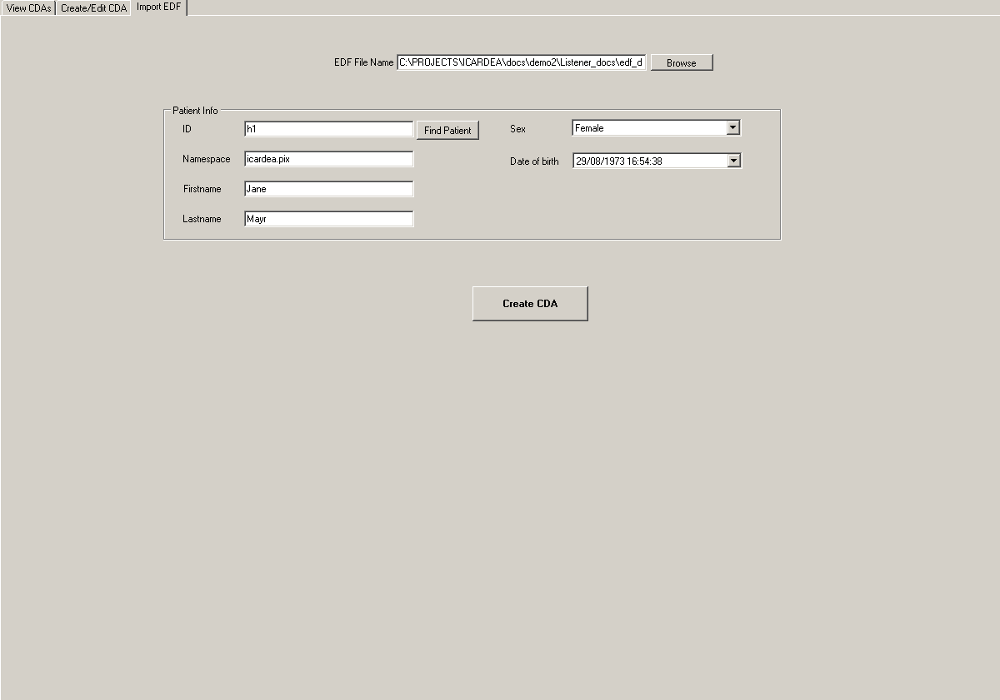 View CDAs Create/Edit CDA Import EDF
EDF File Name C:\PROJECTS\ICARDEA\docs\demo2\Listener_docs\edf_d Browse
Patient Info
ID h1 Find Patient Sex Female
Namespace icardea.pix Date of birth 29/08/1973 16:54:38
Firstname Jane
Lastname Mayr
Create CDA